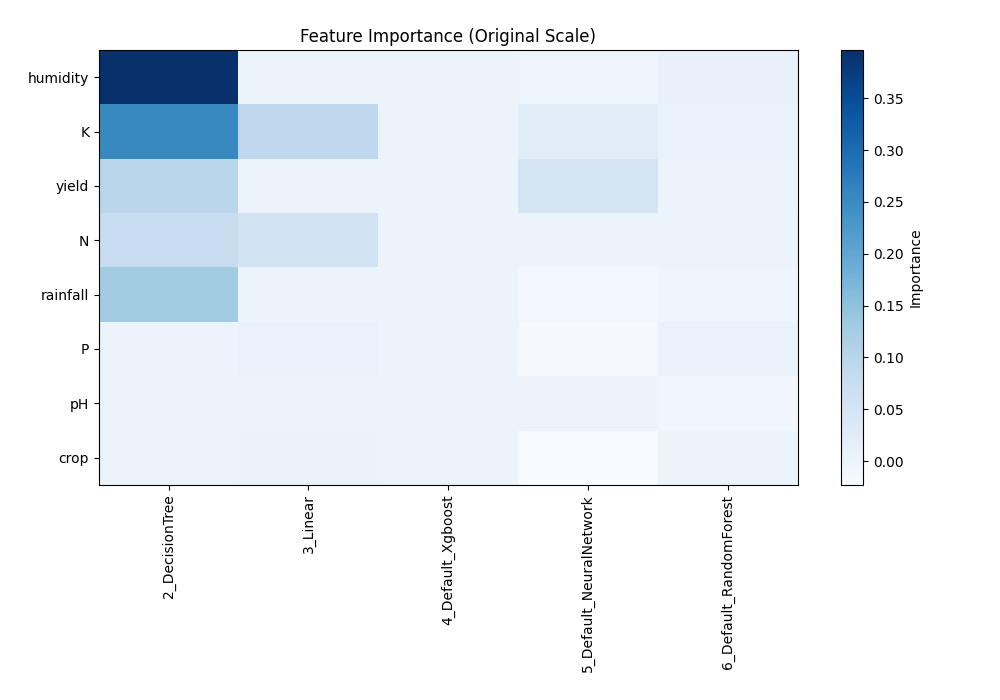 Feature Importance (Original Scale)
humidity
K
yield
N
rainfall
P
pH
crop
2_DecisionTree
3_Linear
4_Default_Xgboost
5_Default_NeuralNetwork
6_Default_RandomForest
0.35
0.30
0.25
0.20
0.15
0.10
0.05
0.00
Importance